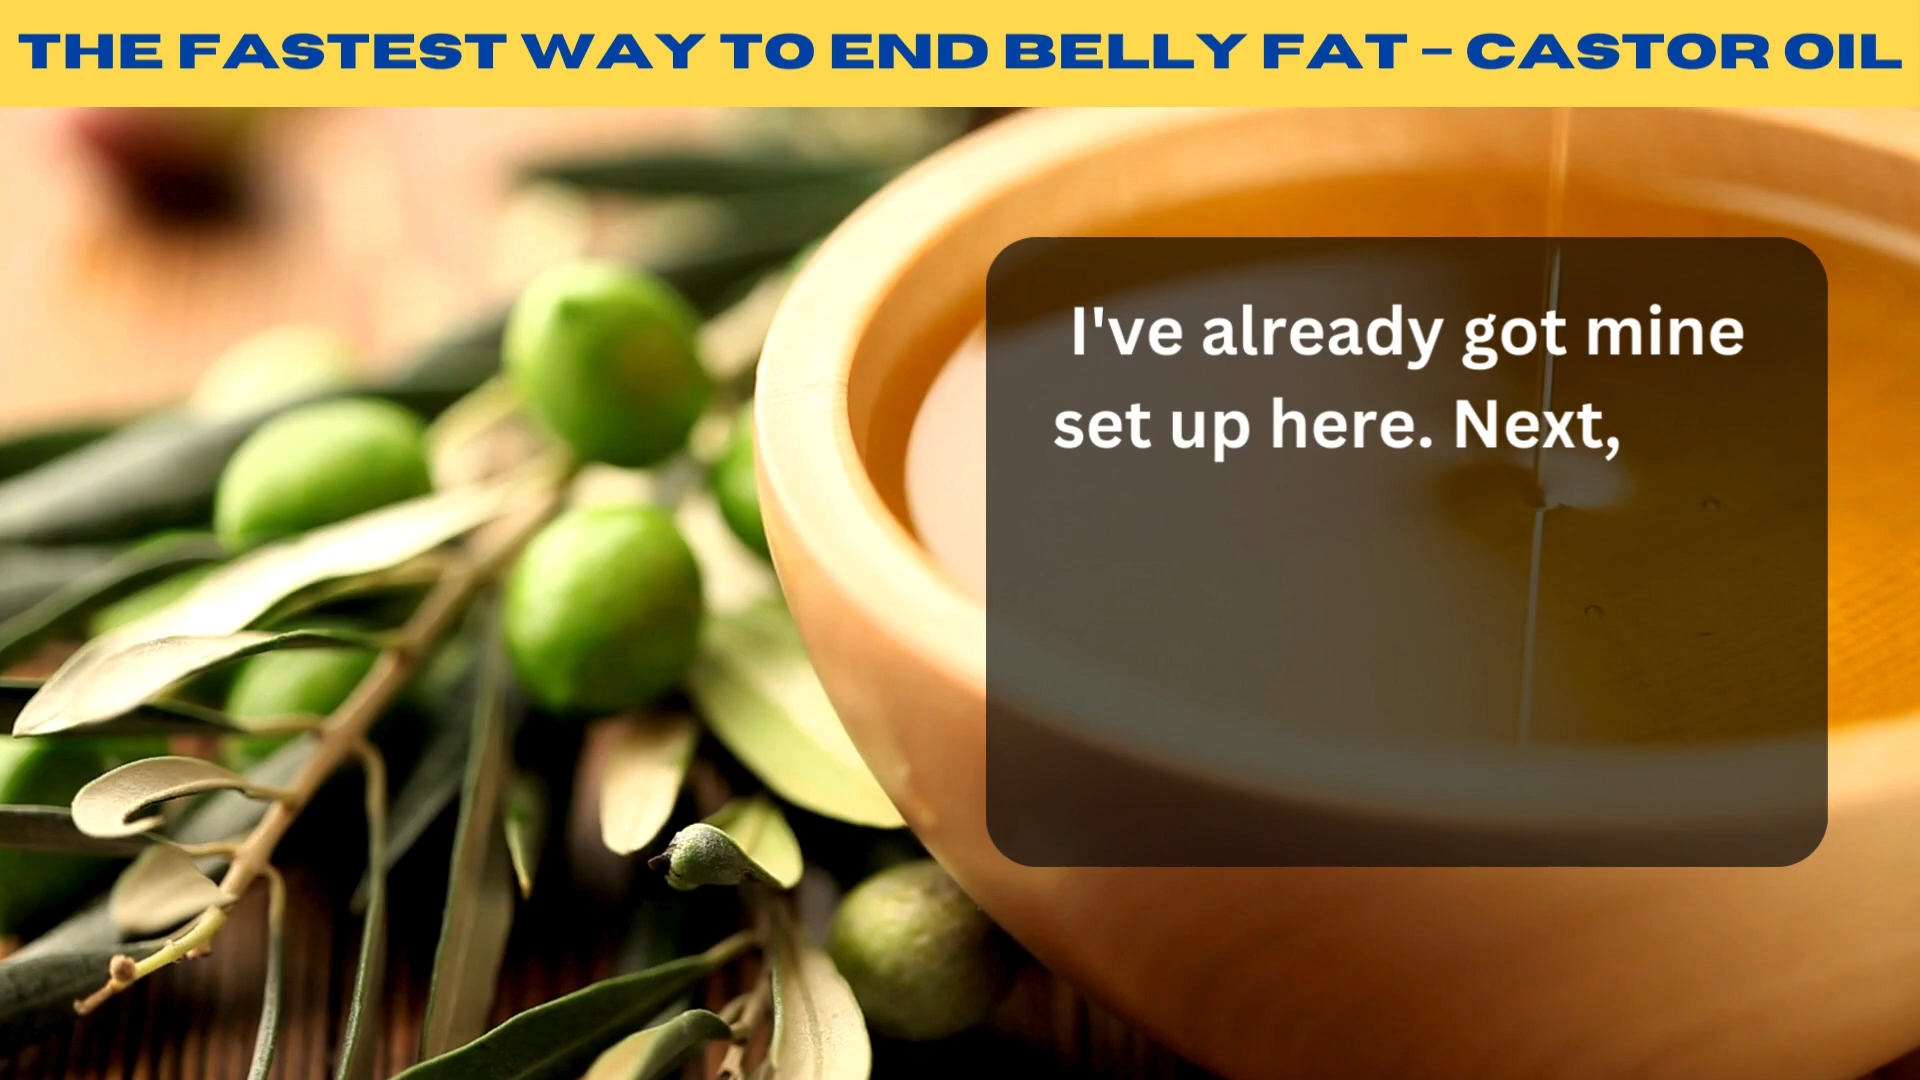 THE FASTEST WAY TO END BELLY FAT – CASTOR OIL
I've already got mine
set up here. Next,